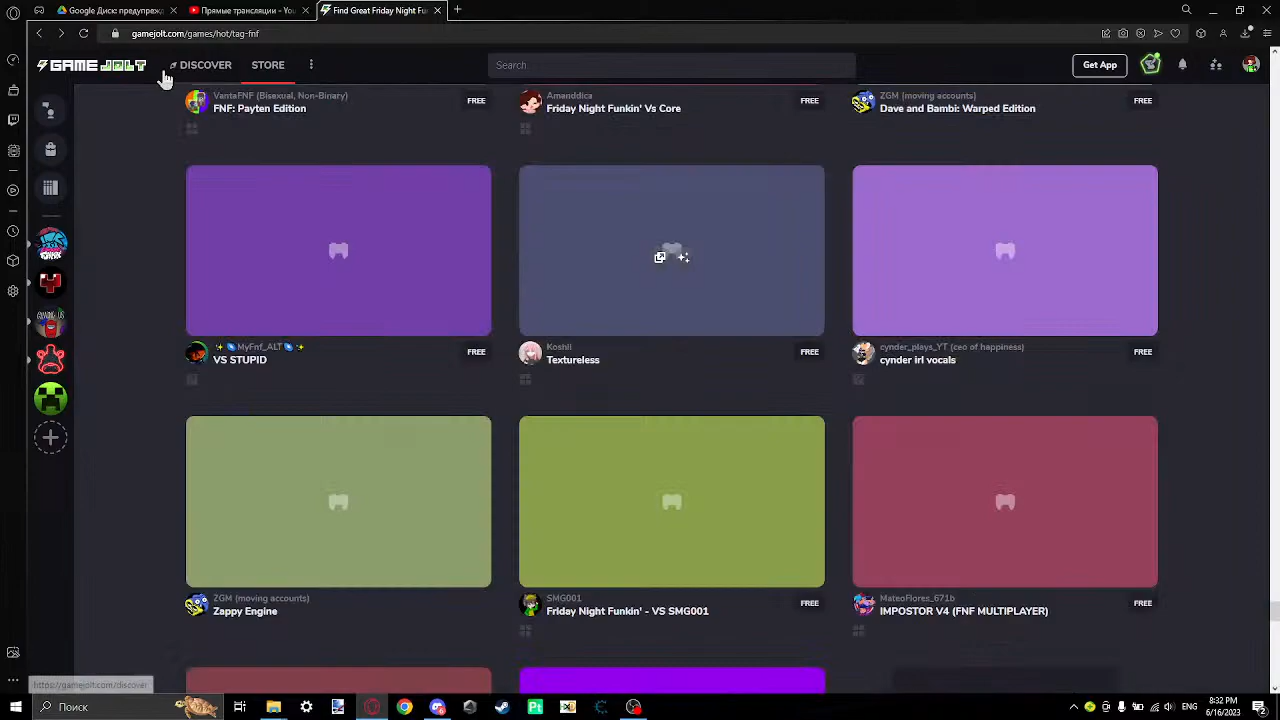 Google Диск предупрежд
Прямые трансляции - You
Find Great Friday Night Fun
gamejolt.com/games/hot/tag-fnf
GAME JOLT
DISCOVER
STORE
Search
Get App
VantaFNF (Bisexual, Non-Binary)
FNF: Payten Edition
FREE
Amanddica
Friday Night Funkin' Vs Core
FREE
ZGM (moving accounts)
Dave and Bambi: Warped Edition
FREE
MyFnf_ALT
VS STUPID
FREE
Koshli
Textureless
FREE
cynder_plays_YT (ceo of happiness)
cynder irl vocals
FREE
ZGM (moving accounts)
Zappy Engine
SMG001
Friday Night Funkin' - VS SMG001
FREE
MateoFlores_671b
IMPOSTOR V4 (FNF MULTIPLAYER)
FREE
https://gamejolt.com/discover
Поиск
Pt
ENG
8:32 PM
6/16/2023
2